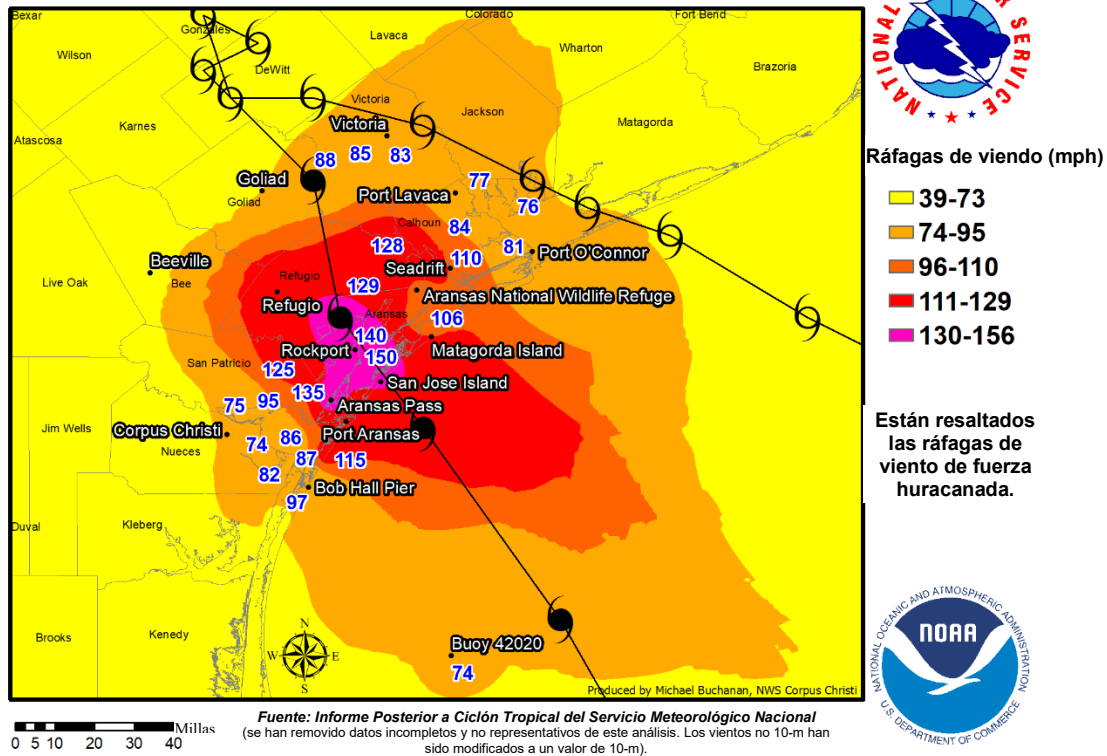 Bexar
Gonzales
Lavaca
Colorado
Fort Bend
Wilson
DeWitt
Wharton
Brazoria
Victoria
Jackson
Karnes
Matagorda
Atascosa
Victoria
88
85
83
Goliad
Goliad
77
Port Lavaca
76
Calhoun
84
128
81
Port O'Connor
110
Seadrift
Beeville
Bee
Live Oak
Refugio
129
Aransas National Wildlife Refuge
Refugio
Aransas
106
140
Matagorda Island
Rockport
150
San Patricio
125
San Jose Island
135
95
75
Aransas Pass
Jim Wells
Corpus Christi
86
Port Aransas
74
Nueces
87
115
82
Bob Hall Pier
97
Duval
Kleberg
Brooks
Kenedy
N
W
E
S
Buoy 42020
74
Produced by Michael Buchanan, NWS Corpus Christi
NATIONAL
R SERVICE
Ráfagas de viendo (mph)
39-73
74-95
96-110
111-129
130-156
Están resaltados
las ráfagas de
viento de fuerza
huracanada.
NATIONAL OCEANIC AND ATMOSPHERIC ADMINISTRATION
NOAA
U.S. DEPARTMENT OF COMMERCE
Millas
0 5 10 20 30 40
Fuente: Informe Posterior a Ciclón Tropical del Servicio Meteorológico Nacional
(se han removido datos incompletos y no representativos de este análisis. Los vientos no 10-m han
sido modificados a un valor de 10-m).